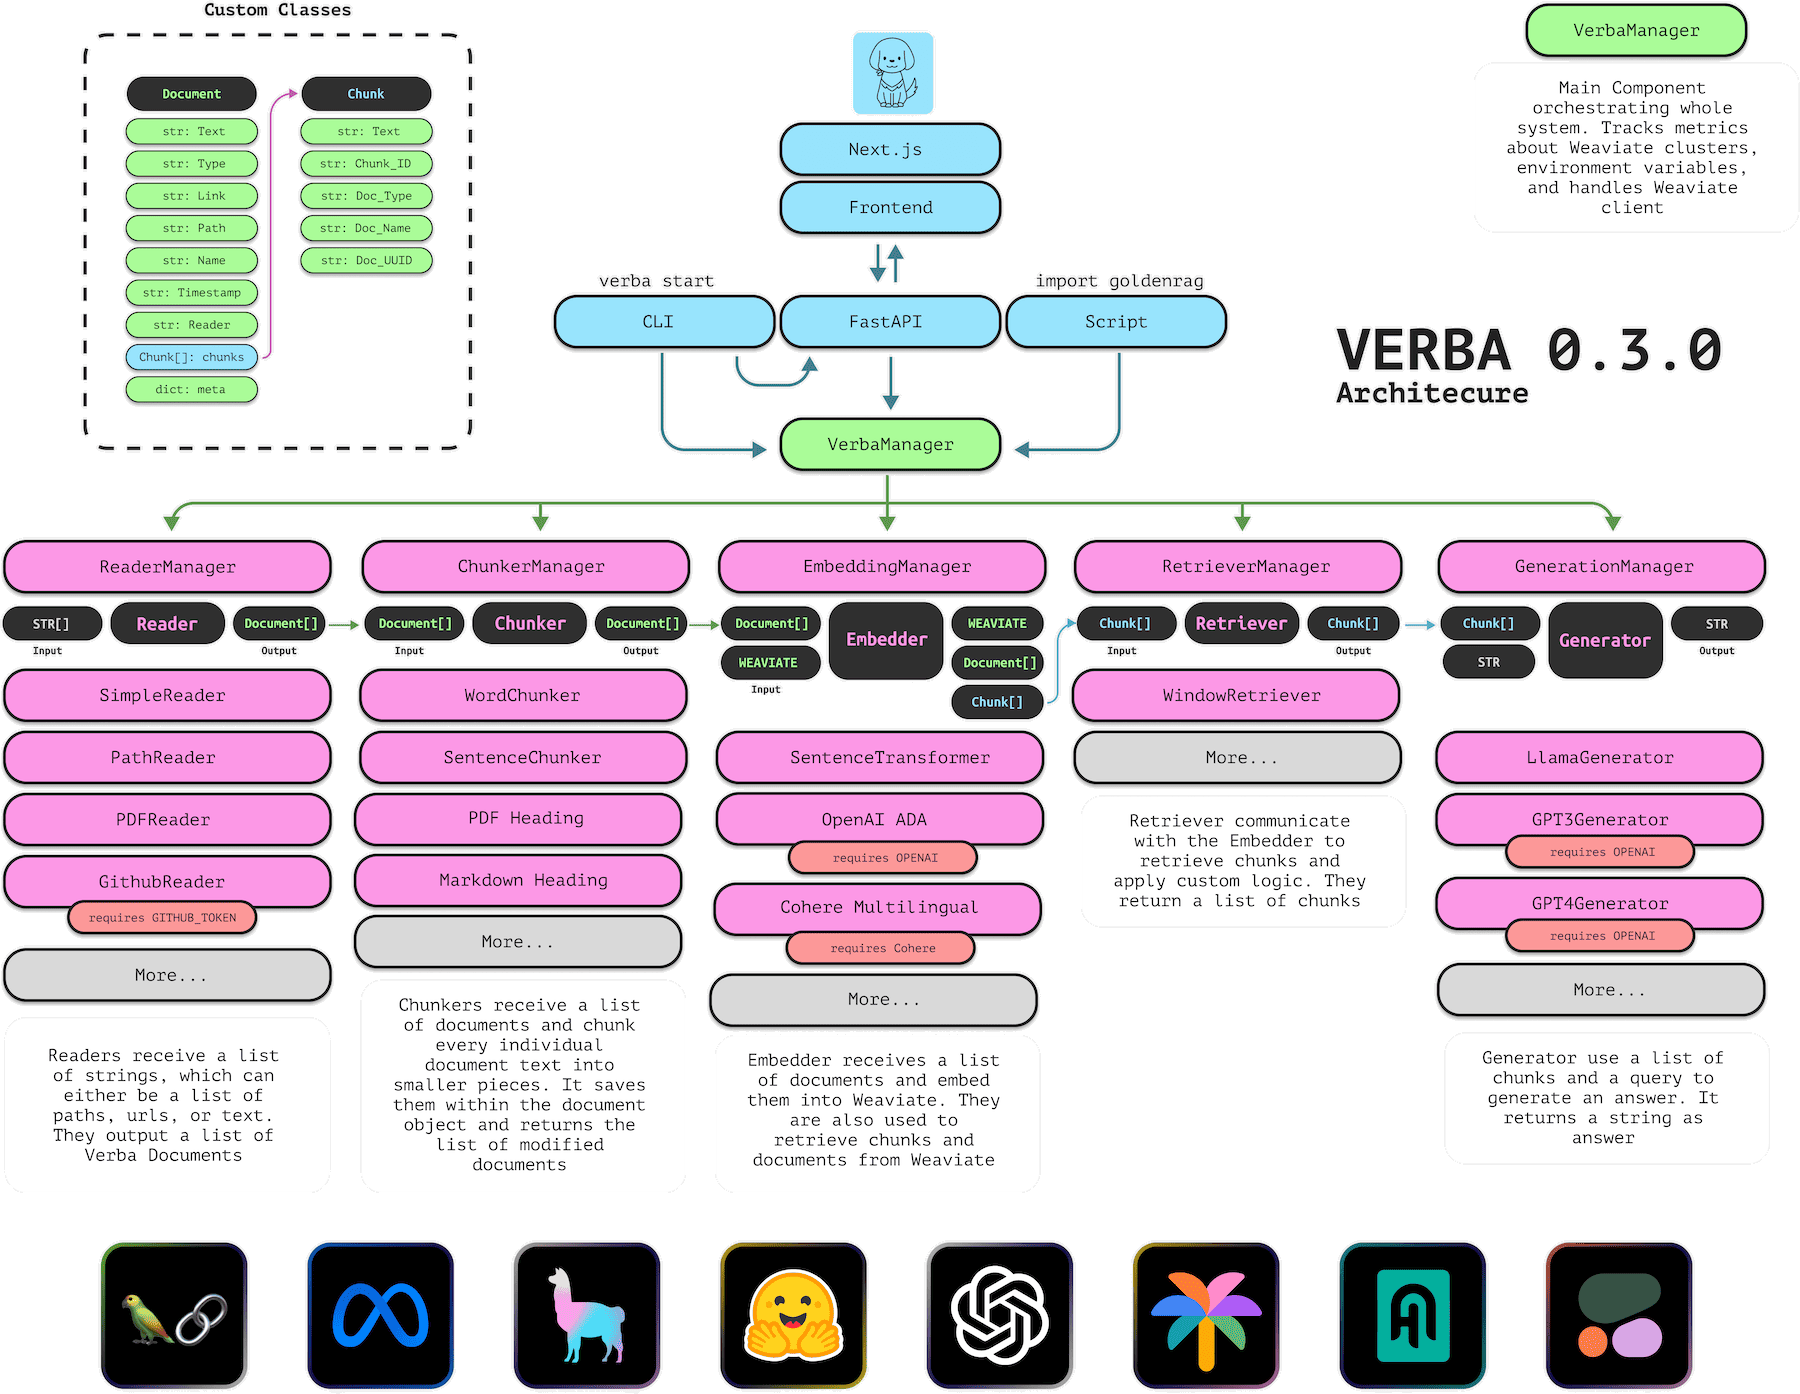 Custom Classes
Document
str: Text
str: Type
str: Link
str: Path
str: Name
str: Timestamp
str: Reader
Chunk[]: chunks
dict: meta
Chunk
str: Text
str: Chunk_ID
str: Doc_Type
str: Doc_Name
str: Doc_UUID
Next.js
Frontend
verba start
import goldenrag
CLI
FastAPI
Script
VerbaManager
VerbaManager
Main Component
orchestrating whole
system. Tracks metrics
about Weaviate clusters,
environment variables,
and handles Weaviate
client
VERBA 0.3.0
Architecure
ReaderManager
STR[]
Input
Reader
Document[]
Output
SimpleReader
PathReader
PDFReader
GithubReader
requires GITHUB_TOKEN
More...
Readers receive a list
of strings, which can
either be a list of
paths, urls, or text.
They output a list of
Verba Documents
ChunkerManager
Document[]
Input
Chunker
Document[]
Output
WordChunker
SentenceChunker
PDF Heading
Markdown Heading
More...
Chunkers receive a list
of documents and chunk
every individual
document text into
smaller pieces. It saves
them within the document
object and returns the
list of modified
documents
EmbeddingManager
Document[]
WEAVIATE
Input
Embedder
WEAVIATE
Document[]
Chunk[]
SentenceTransformer
OpenAI ADA
requires OPENAI
Cohere Multilingual
requires Cohere
More...
Embedder receives a list
of documents and embed
them into Weaviate. They
are also used to
retrieve chunks and
documents from Weaviate
RetrieverManager
Chunk[]
Input
Retriever
Chunk[]
Output
WindowRetriever
More...
Retriever communicate
with the Embedder to
retrieve chunks and
apply custom logic. They
return a list of chunks
GenerationManager
Chunk[]
STR
Generator
STR
Output
LlamaGenerator
GPT3Generator
requires OPENAI
GPT4Generator
requires OPENAI
More...
Generator use a list of
chunks and a query to
generate an answer. It
returns a string as
answer